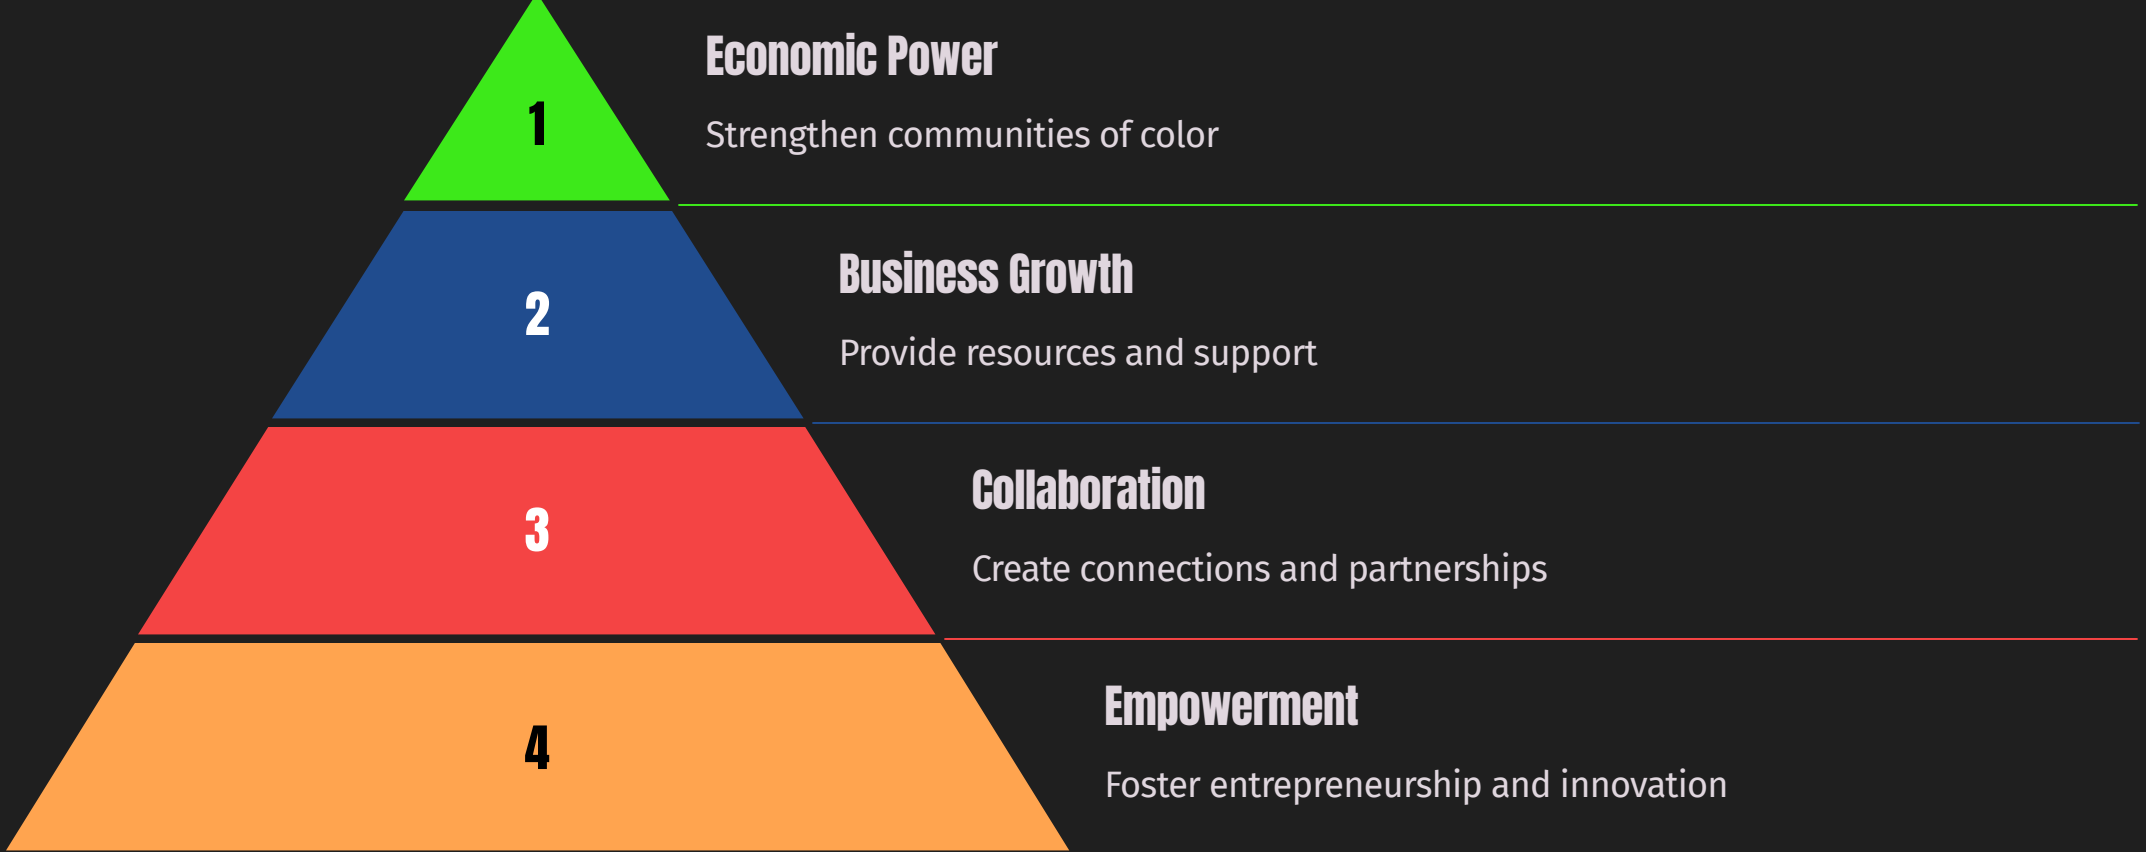 1
Economic Power
Strengthen communities of color
2
Business Growth
Provide resources and support
3
Collaboration
Create connections and partnerships
4
Empowerment
Foster entrepreneurship and innovation